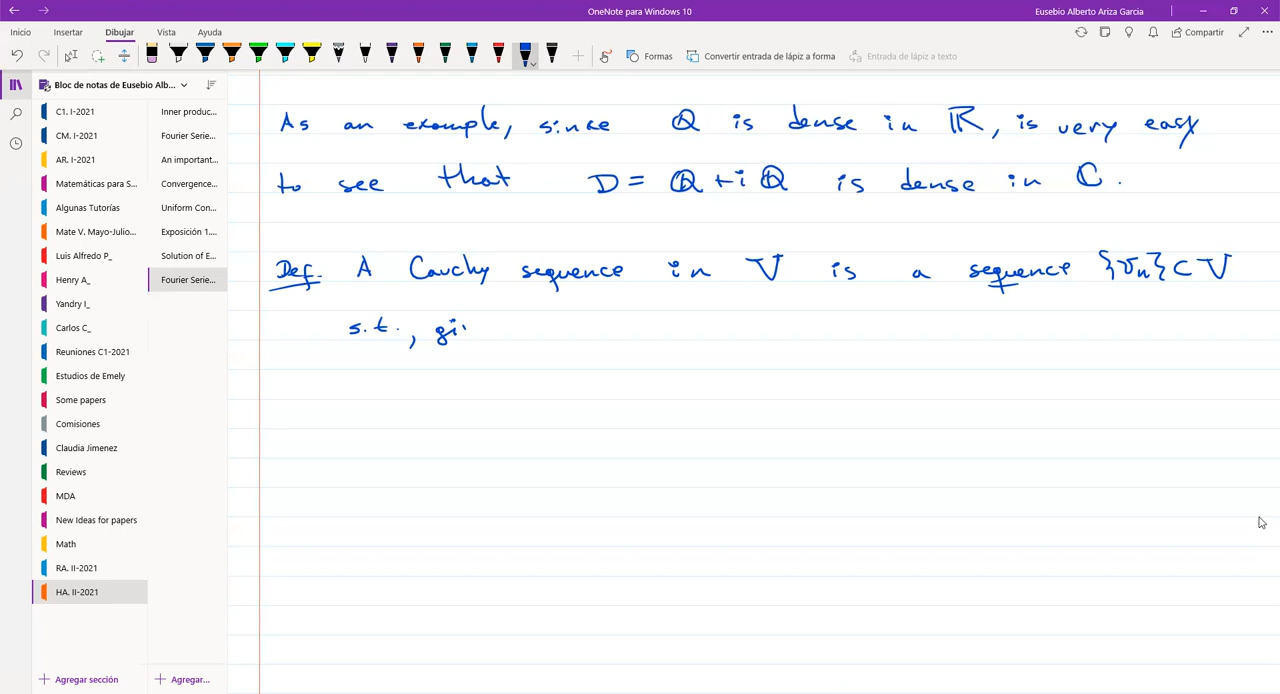 OneNote para Windows 10
Eusebio Alberto Ariza Garcia
Inicio
Insertar
Dibujar
Vista
Ayuda
Compartir
Formas
Convertir entrada de lápiz a forma
Entrada de lápiz a texto
Bloc de notas de Eusebio Alb...
C1. I-2021
CM. I-2021
AR. I-2021
Matemáticas para S...
Algunas Tutorías
Mate V. Mayo-Julio...
Luis Alfredo P_
Henry A_
Yandry I_
Carlos C_
Reuniones C1-2021
Estudios de Emely
Some papers
Comisiones
Claudia Jimenez
Reviews
MDA
New Ideas for papers
Math
RA. II-2021
HA. II-2021
Agregar sección
Inner produc...
Fourier Serie...
An important...
Convergence...
Uniform Con...
Exposición 1....
Solution of E...
Fourier Serie...
Agregar...
As an example, since ℚ is dense in ℝ, is very easy
to see that D = ℚ + i ℚ is dense in ℂ.
Def. A Cauchy sequence in V is a sequence {v_n} ⊂ V
s.t., gi